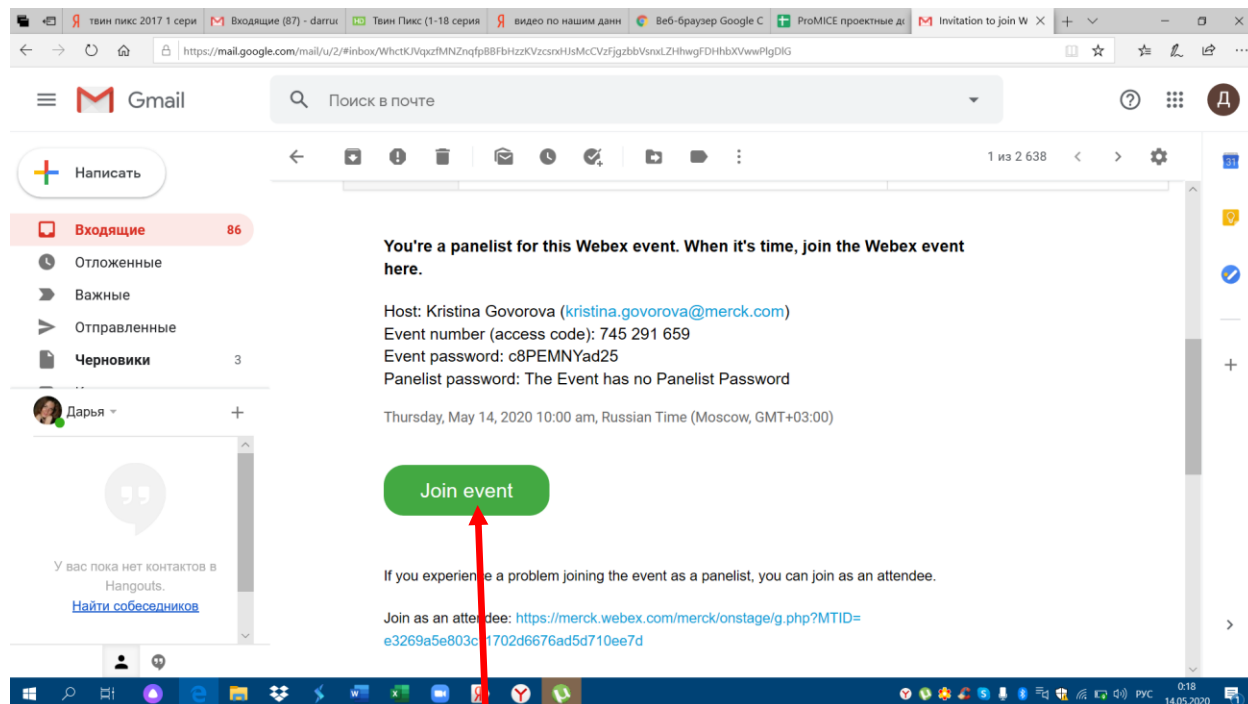 твин пикс 2017 1 сери
Входящие (87) - darruc
Твин Пикс (1-18 серия
видео по нашим данн
Веб-браузер Google C
ProMICE проектные до
Invitation to join W
https://mail.google.com/mail/u/2/#inbox/
Gmail
Поиск в почте
Д
Написать
1 из 2 638
31
Входящие 86
Отложенные
Важные
Отправленные
Черновики 3
Дарья
У вас пока нет контактов в
Hangouts.
Найти собеседников
You're a panelist for this Webex event. When it's time, join the Webex event
here.
Host: Kristina Govorova (kristina.govorova@merck.com)
Event number (access code): 745 291 659
Event password: c8PEMNYad25
Panelist password: The Event has no Panelist Password
Thursday, May 14, 2020 10:00 am, Russian Time (Moscow, GMT+03:00)
Join event
If you experience a problem joining the event as a panelist, you can join as an attendee.
Join as an attendee: https://merck.webex.com/merck/onstage/g.php?MTID=
РУС
0:18
14.05.2020